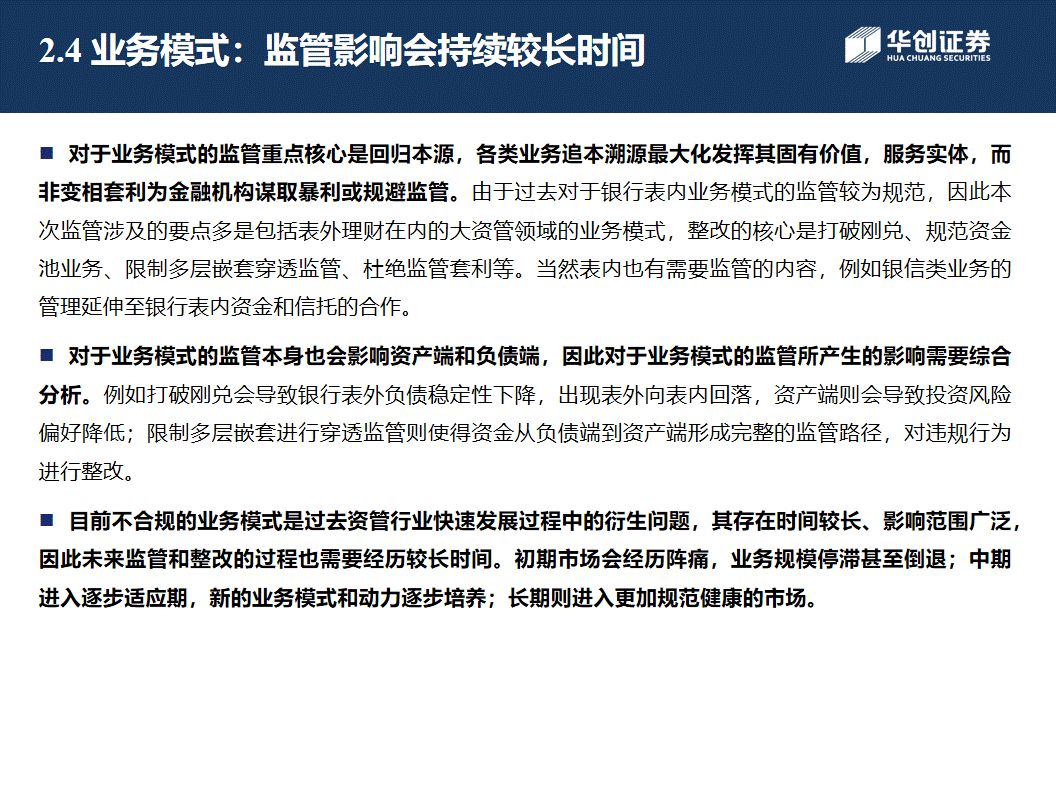 2.4 业务模式：监管影响会持续较长时间
华创证券
HUA CHUANG SECURITIES
■ 对于业务模式的监管重点核心是回归本源，各类业务追本溯源最大化发挥其固有价值，服务实体，而
非变相套利为金融机构谋取暴利或规避监管。由于过去对于银行表内业务模式的监管较为规范，因此本
次监管涉及的要点多是包括表外理财在内的大资管领域的业务模式，整改的核心是打破刚兑、规范资金
池业务、限制多层嵌套穿透监管、杜绝监管套利等。当然表内也有需要监管的内容，例如银信类业务的
管理延伸至银行表内资金和信托的合作。
■ 对于业务模式的监管本身也会影响资产端和负债端，因此对于业务模式的监管所产生的影响需要综合
分析。例如打破刚兑会导致银行表外负债稳定性下降，出现表外向表内回落，资产端则会导致投资风险
偏好降低；限制多层嵌套进行穿透监管则使得资金从负债端到资产端形成完整的监管路径，对违规行为
进行整改。
■ 目前不合规的业务模式是过去资管行业快速发展过程中的衍生问题，其存在时间较长、影响范围广泛，
因此未来监管和整改的过程也需要经历较长时间。初期市场会经历阵痛，业务规模停滞甚至倒退；中期
进入逐步适应期，新的业务模式和动力逐步培养；长期则进入更加规范健康的市场。